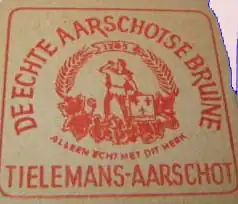 DE ECHTE AARSCHOTSE BRUINE
1765
ALLEEN ECHT MET DIT MERK
TIELEMANS-AARSCHOT